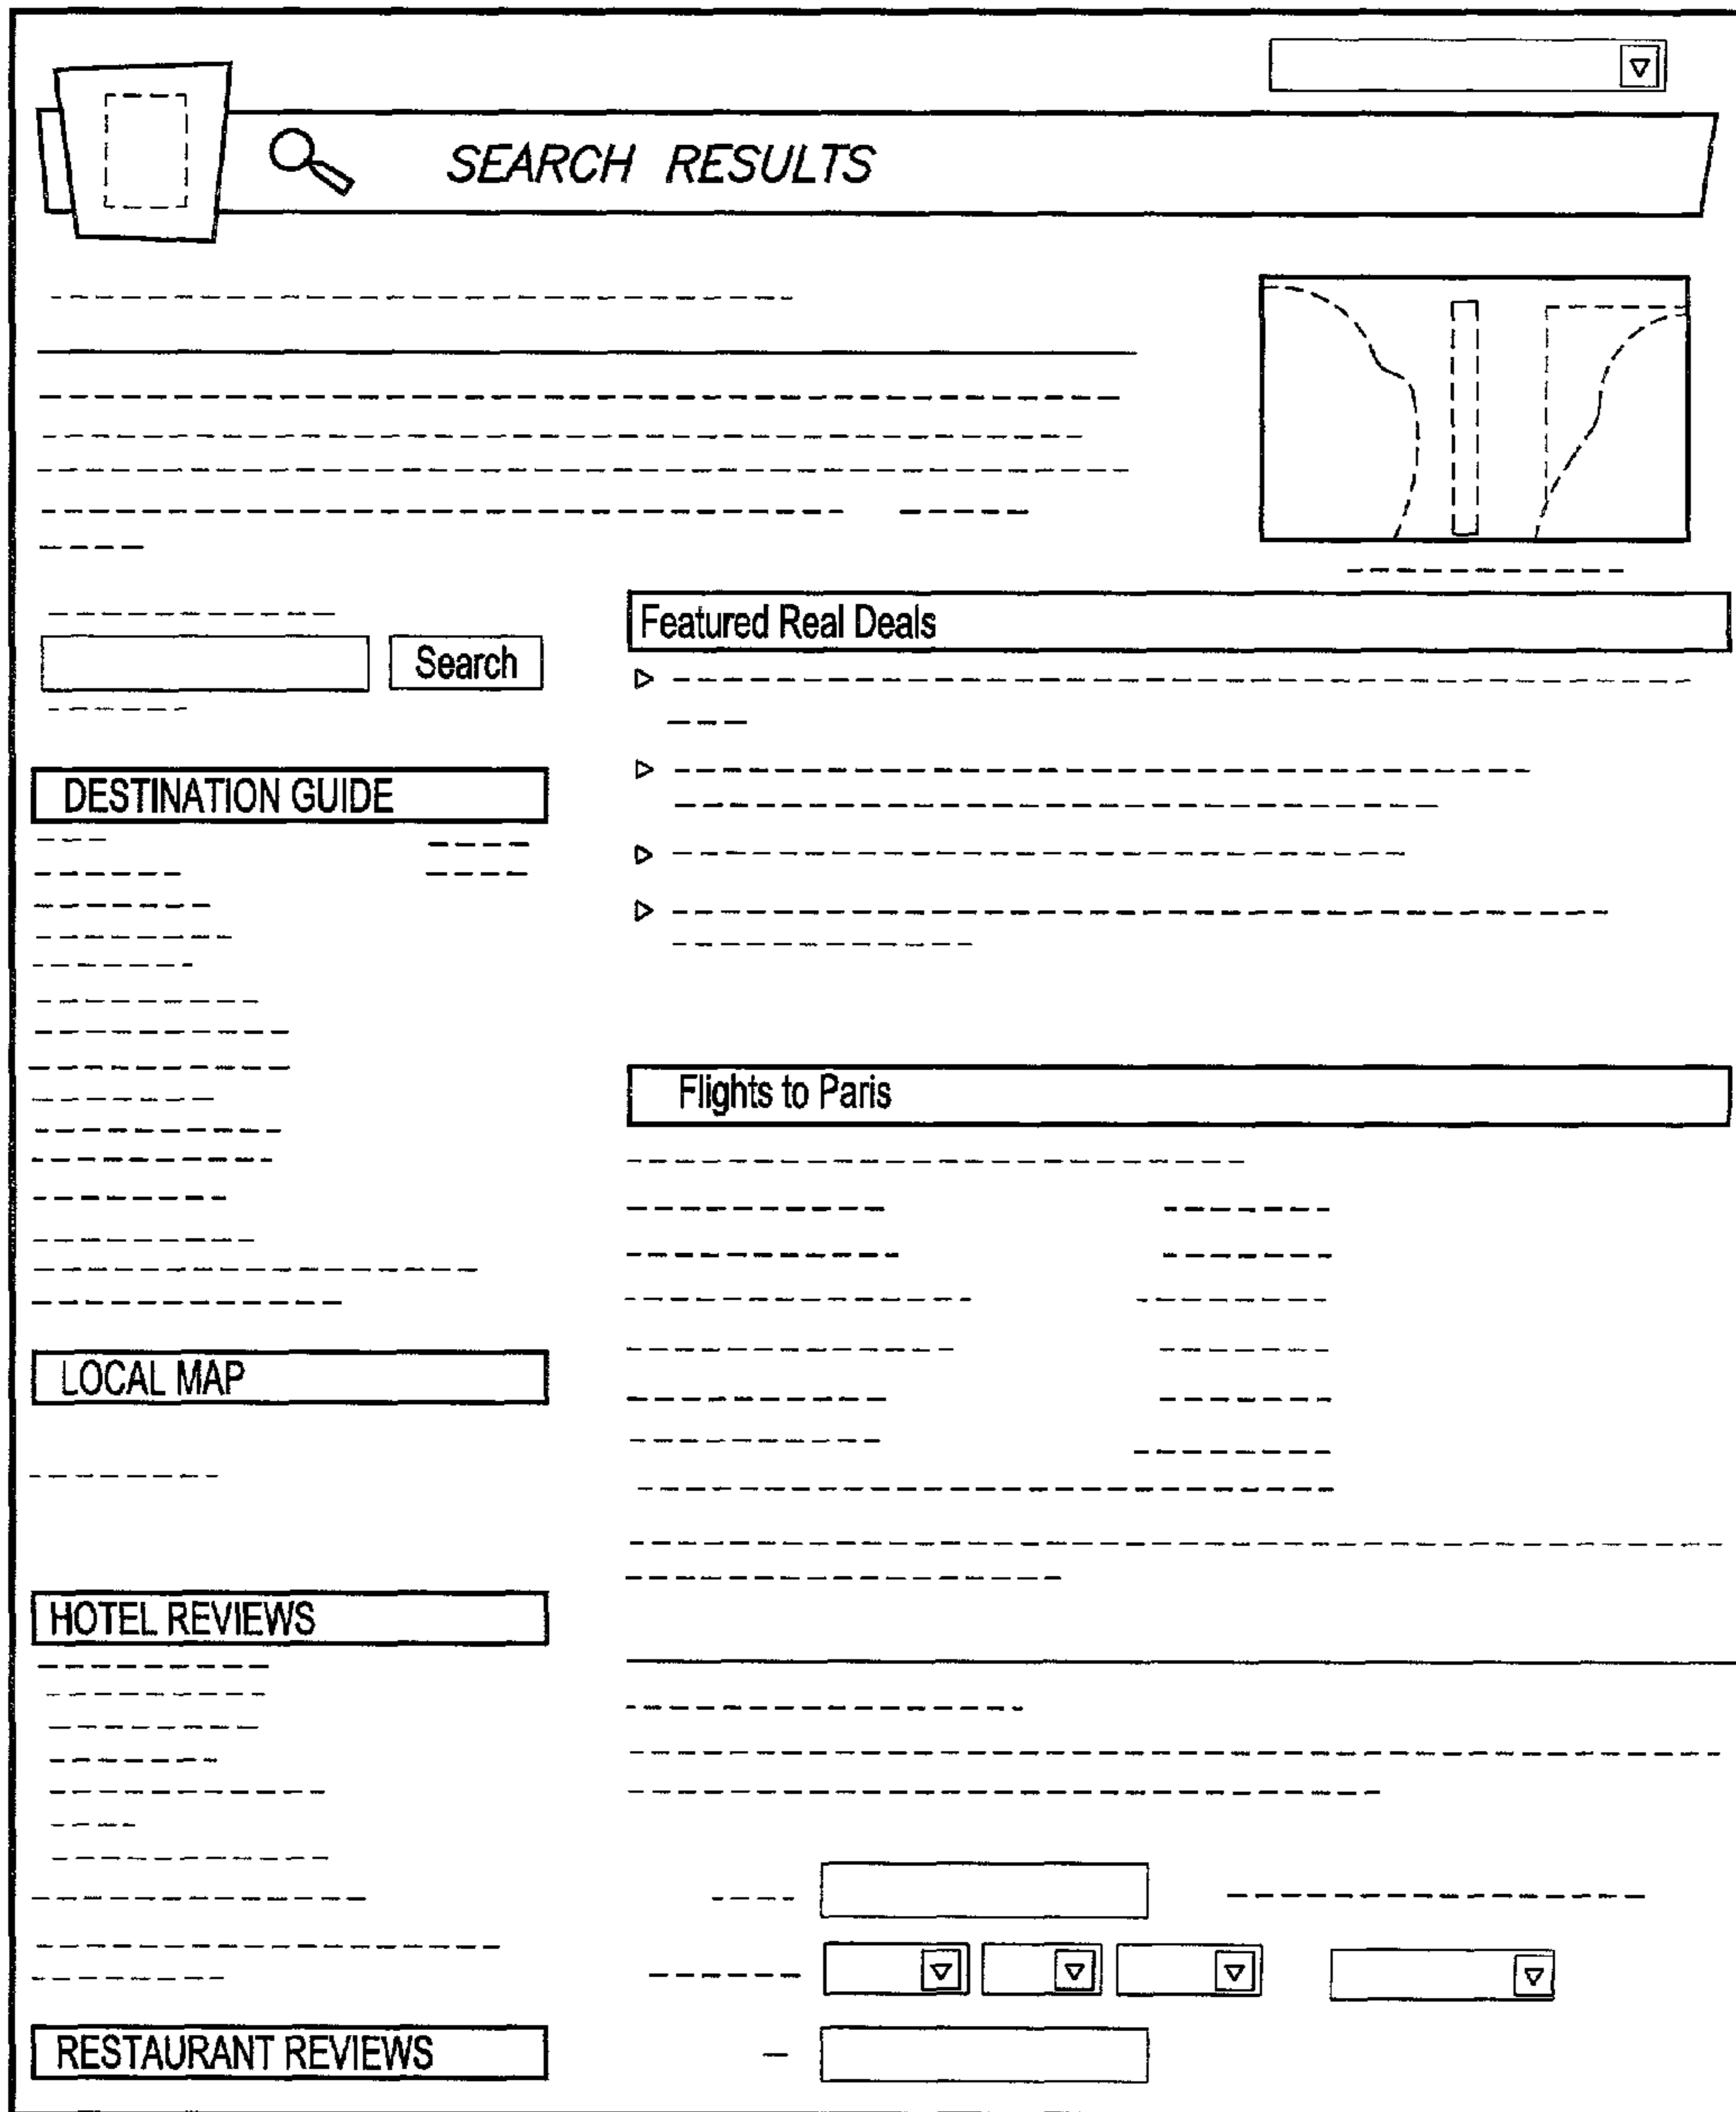 SEARCH RESULTS
Search
DESTINATION GUIDE
LOCAL MAP
HOTEL REVIEWS
RESTAURANT REVIEWS
Featured Real Deals
Flights to Paris